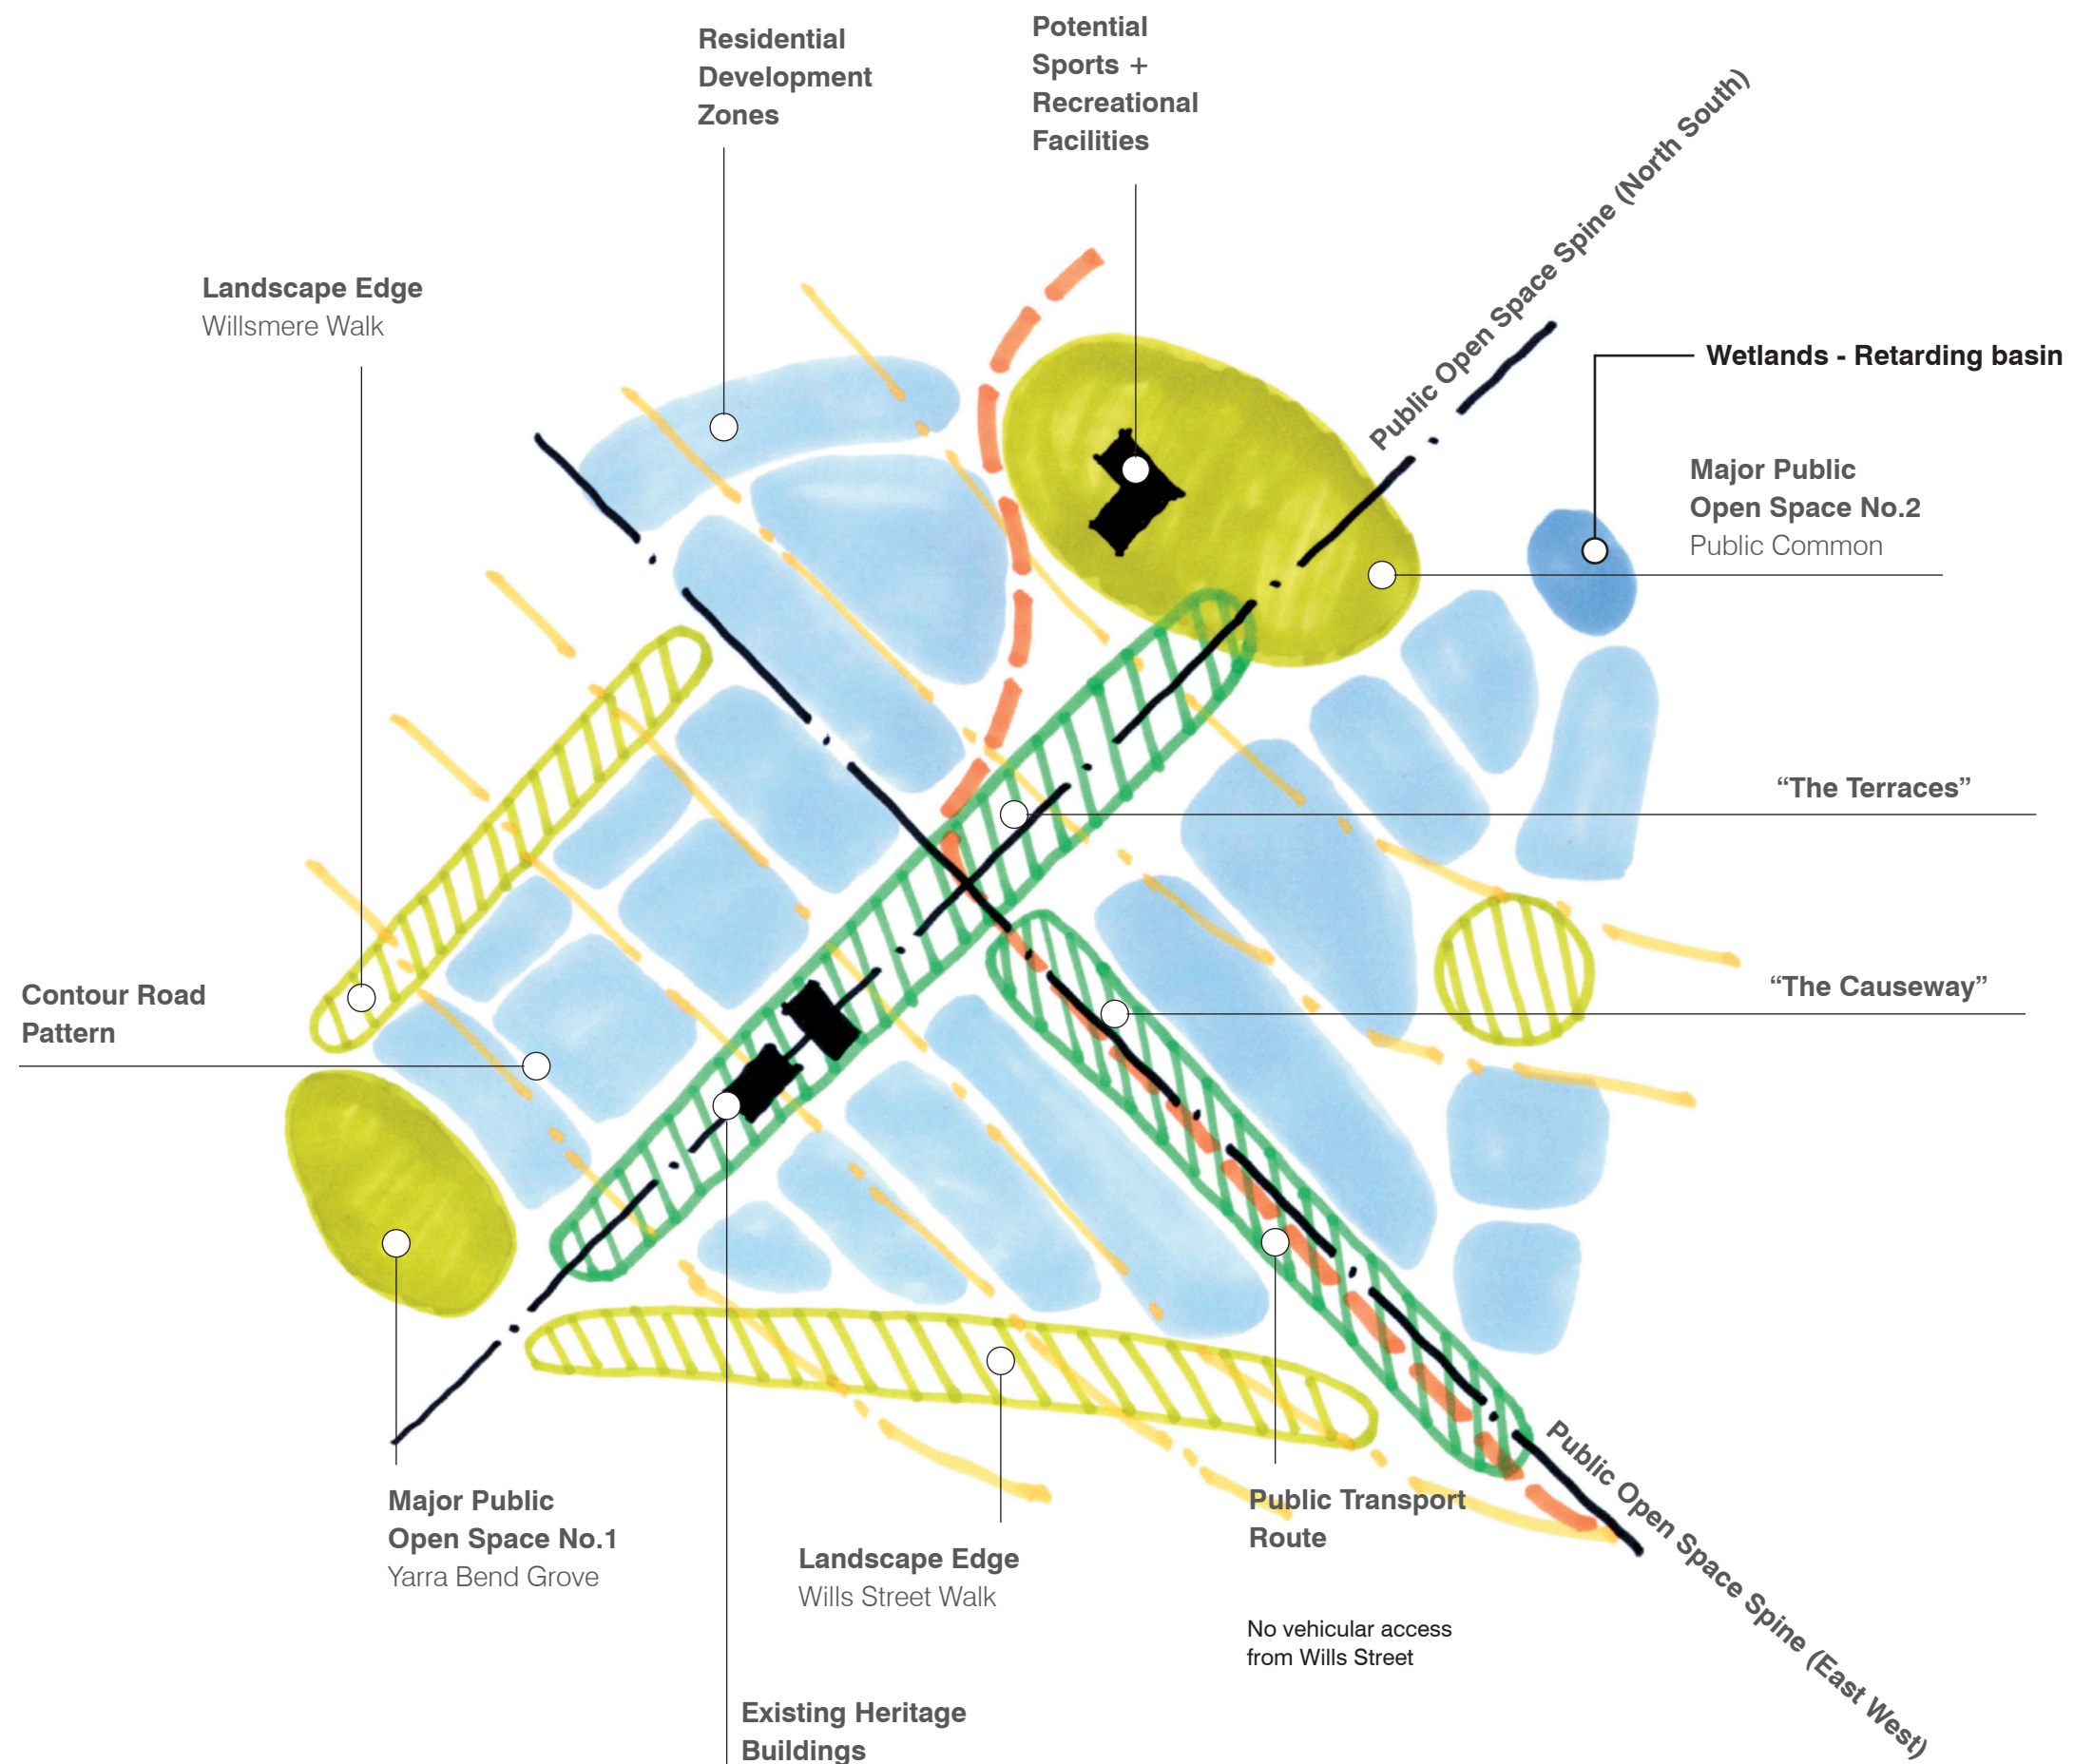 Residential
Development
Zones
Potential
Sports +
Recreational
Facilities
Public Open Space Spine (North South)
Landscape Edge
Willsmere Walk
Wetlands - Retarding basin
Major Public
Open Space No.2
Public Common
“The Terraces”
“The Causeway”
Contour Road
Pattern
Major Public
Open Space No.1
Yarra Bend Grove
Landscape Edge
Wills Street Walk
Public Transport
Route
No vehicular access
from Wills Street
Public Open Space Spine (East West)
Existing Heritage
Buildings